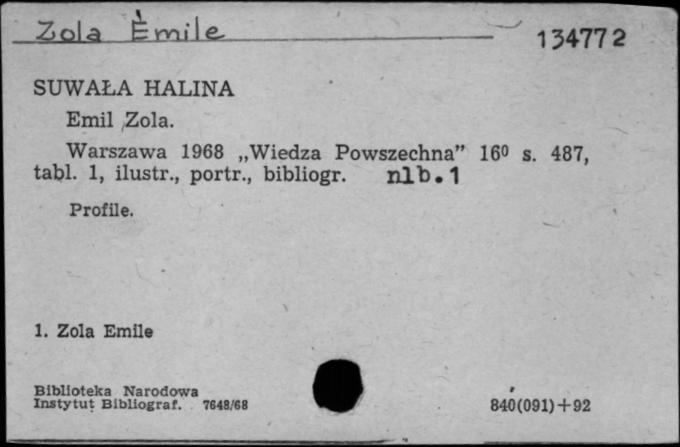 Zola Èmile
134772
SUWAŁA HALINA
Emil Zola.
Warszawa 1968 „Wiedza Powszechna” 16⁰ s. 487,
tabl. 1, ilustr., portr., bibliogr. nlb. 1
Profile.
1. Zola Emile
Biblioteka Narodowa
Instytut Bibliograf. 7648/68
840(091)+92